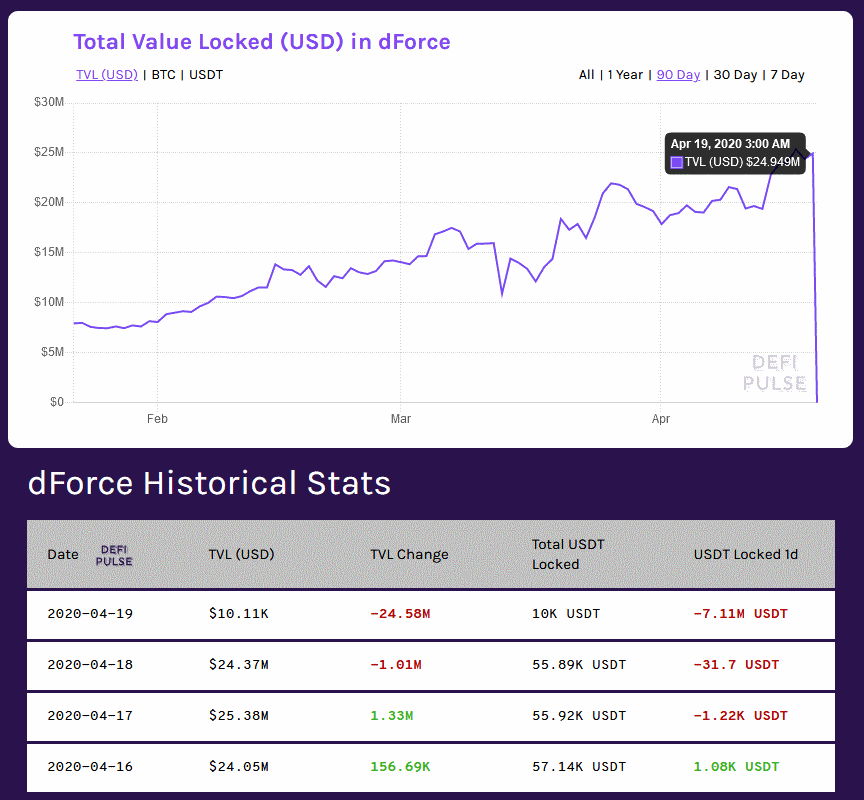 Total Value Locked (USD) in dForce
TVL (USD) | BTC | USDT
All | 1 Year | 90 Day | 30 Day | 7 Day
$30M
Apr 19, 2020 3:00 AM
TVL (USD) $24.949M
$25M
$20M
$15M
$10M
$5M
$0
DEFI
PULSE
Feb Mar Apr
dForce Historical Stats
Date DEFI PULSE TVL (USD) TVL Change Total USDT Locked USDT Locked 1d
2020-04-19 $10.11K -24.58M 10K USDT -7.11M USDT
2020-04-18 $24.37M -1.01M 55.89K USDT -31.7 USDT
2020-04-17 $25.38M 1.33M 55.92K USDT -1.22K USDT
2020-04-16 $24.05M 156.69K 57.14K USDT 1.08K USDT